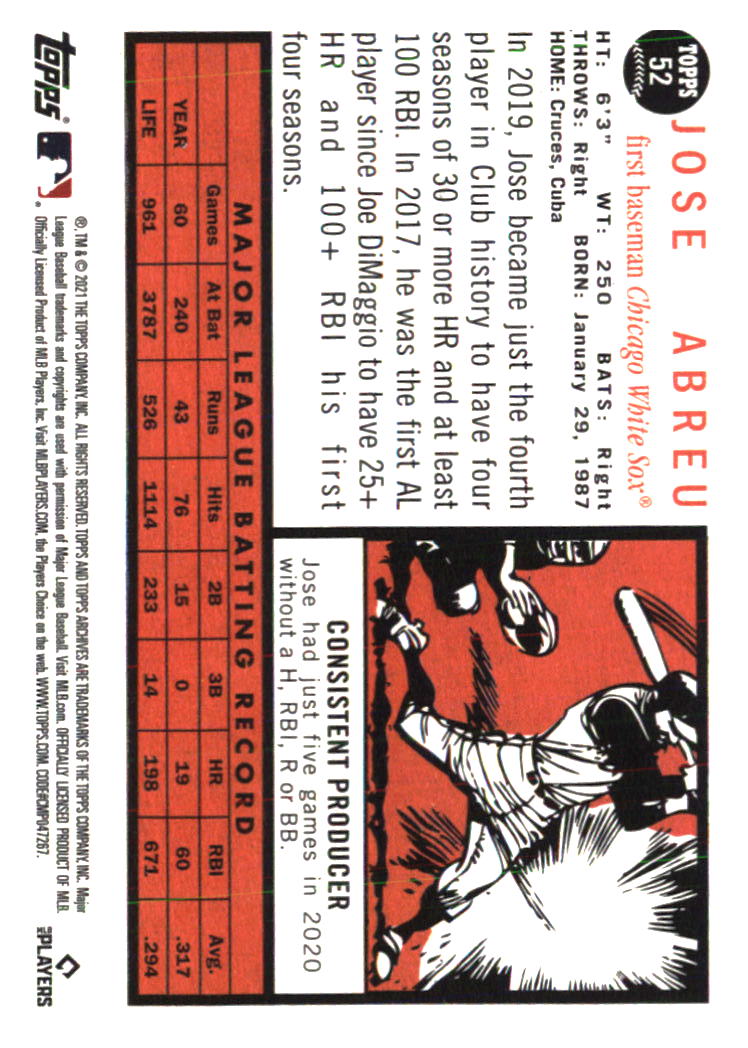 TOPPS
52
JOSE ABREU
first baseman Chicago White Sox®
HT: 6'3" WT: 250 BATS: Right
THROWS: Right BORN: January 29, 1987
HOME: Cruces, Cuba
In 2019, Jose became just the fourth
player in Club history to have four
seasons of 30 or more HR and at least
100 RBI. In 2017, he was the first AL
player since Joe DiMaggio to have 25+
HR and 100+ RBI his first
four seasons.
CONSISTENT PRODUCER
Jose had just five games in 2020
without a H, RBI, R or BB.
MAJOR LEAGUE BATTING RECORD
Games At Bat Runs Hits 2B 3B HR RBI Avg.
YEAR 60 240 43 76 15 0 19 60 .317
LIFE 961 3787 526 1114 233 14 198 671 .294
topps®
®, TM & © 2021 THE TOPPS COMPANY, INC. ALL RIGHTS RESERVED. TOPPS AND TOPPS ARCHIVES ARE TRADEMARKS OF THE TOPPS COMPANY, INC. Major
League Baseball trademarks and copyrights are used with permission of Major League Baseball. Visit MLB.com. OFFICIALLY LICENSED PRODUCT OF MLB
Officially Licensed Product of MLB Players, Inc. Visit MLBPLAYERS.COM, the Players Choice on the web. WWW.TOPPS.COM. CODE#CMP047267.
MLB PLAYERS